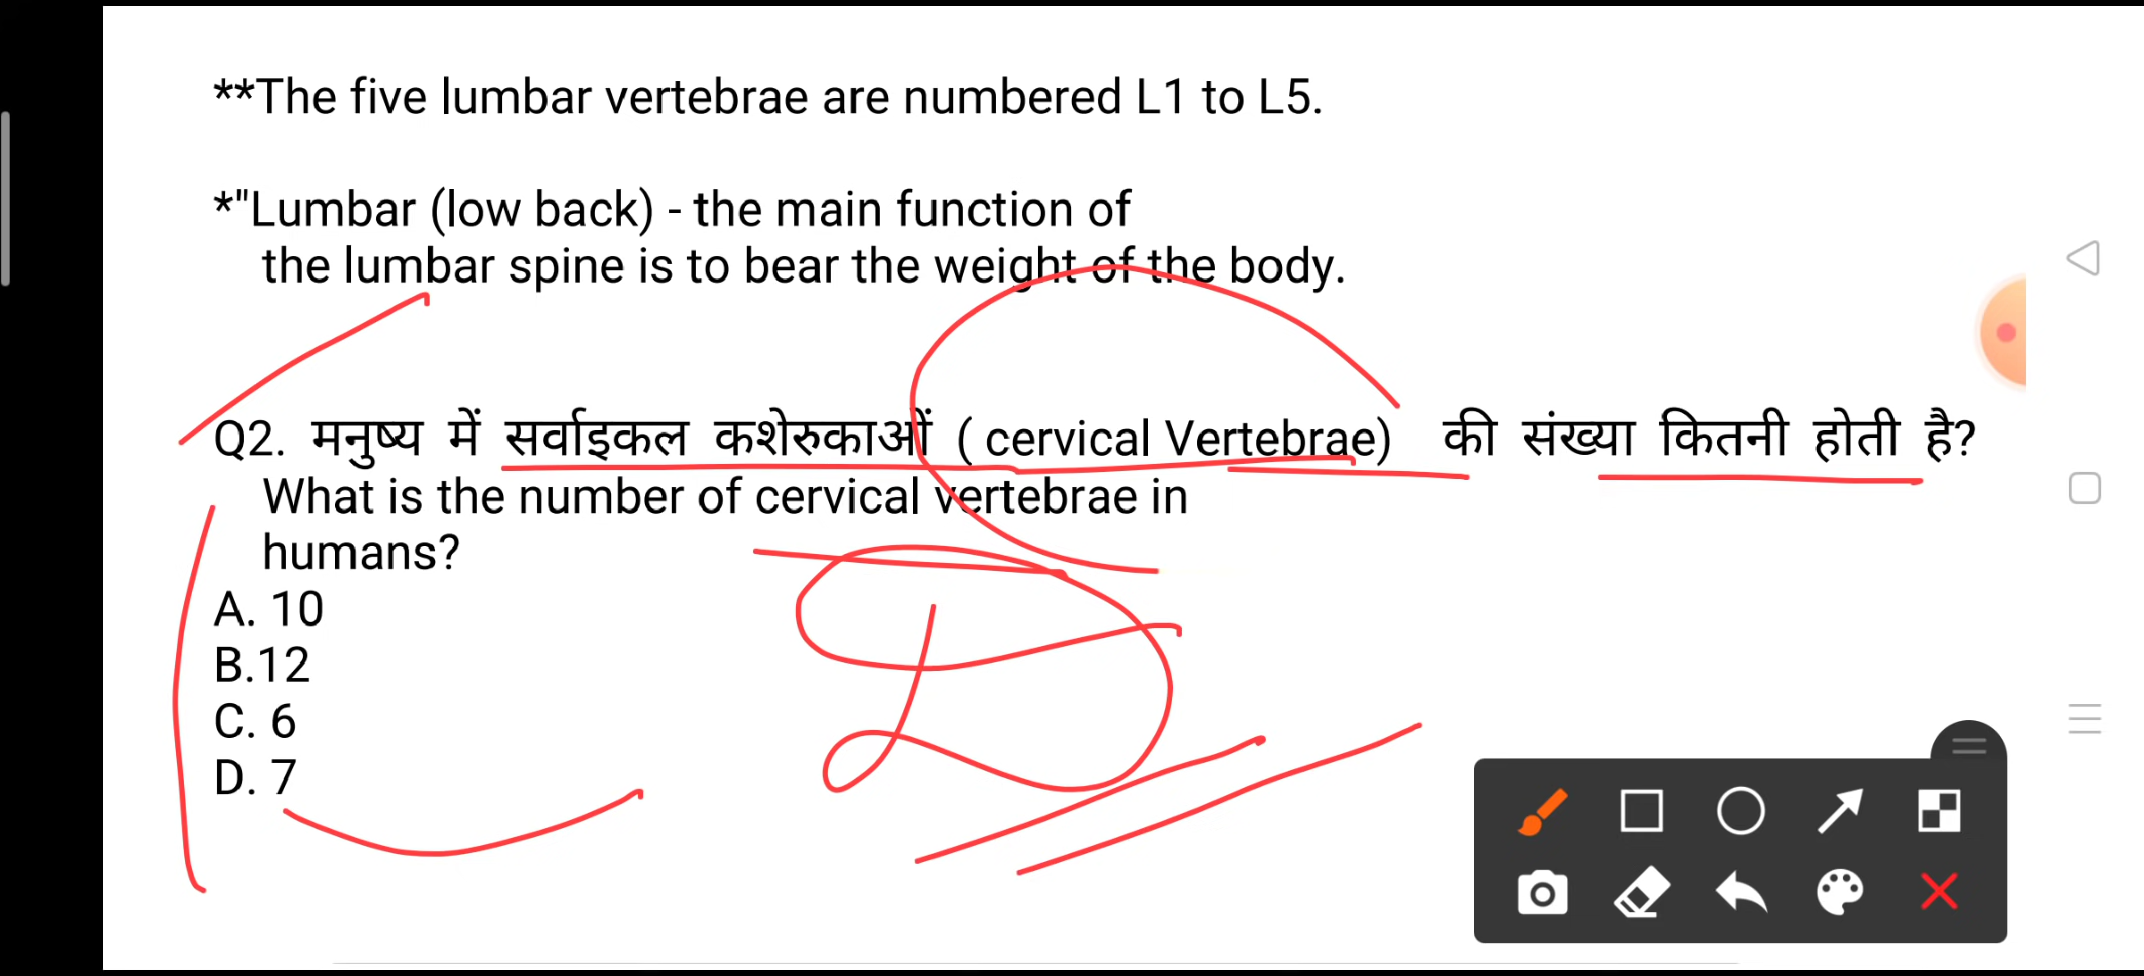 **The five lumbar vertebrae are numbered L1 to L5.
*"Lumbar (low back) - the main function of
the lumbar spine is to bear the weight of the body.
Q2. मनुष्य में सर्वाइकल कशेरुकाओं ( cervical Vertebrae) की संख्या कितनी होती है?
What is the number of cervical vertebrae in
humans?
A. 10
B.12
C. 6
D. 7
D